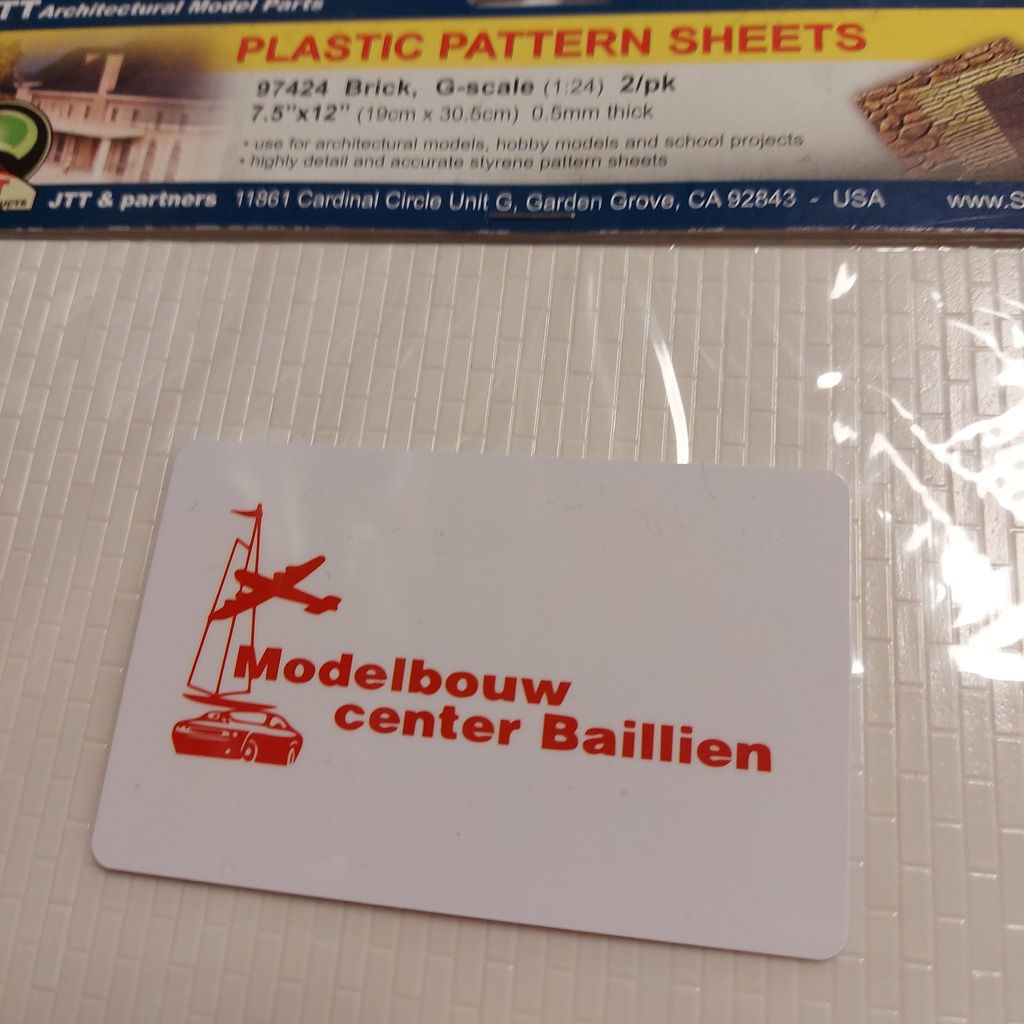 JTT Architectural Model Parts
PLASTIC PATTERN SHEETS
97424 Brick, G-scale (1:24) 2/pk
7.5"x12" (19cm x 30.5cm) 0.5mm thick
• use for architectural models, hobby models and school projects
• highly detail and accurate styrene pattern sheets
JTT & partners 11861 Cardinal Circle Unit G, Garden Grove, CA 92843 - USA www.S
Modelbouw
center Baillien